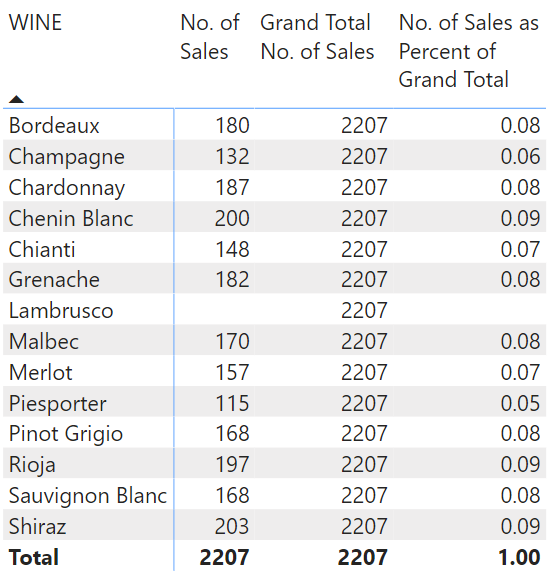 WINE No. of Sales Grand Total No. of Sales No. of Sales as Percent of Grand Total
Bordeaux 180 2207 0.08
Champagne 132 2207 0.06
Chardonnay 187 2207 0.08
Chenin Blanc 200 2207 0.09
Chianti 148 2207 0.07
Grenache 182 2207 0.08
Lambrusco 2207
Malbec 170 2207 0.08
Merlot 157 2207 0.07
Piesporter 115 2207 0.05
Pinot Grigio 168 2207 0.08
Rioja 197 2207 0.09
Sauvignon Blanc 168 2207 0.08
Shiraz 203 2207 0.09
Total 2207 2207 1.00